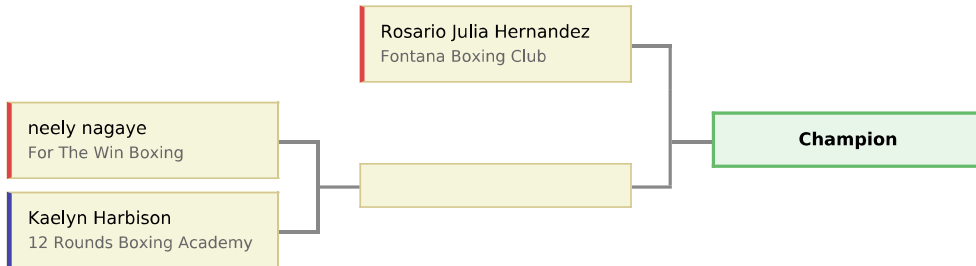 Rosario Julia Hernandez
Fontana Boxing Club
neely nagaye
For The Win Boxing
Champion
Kaelyn Harbison
12 Rounds Boxing Academy